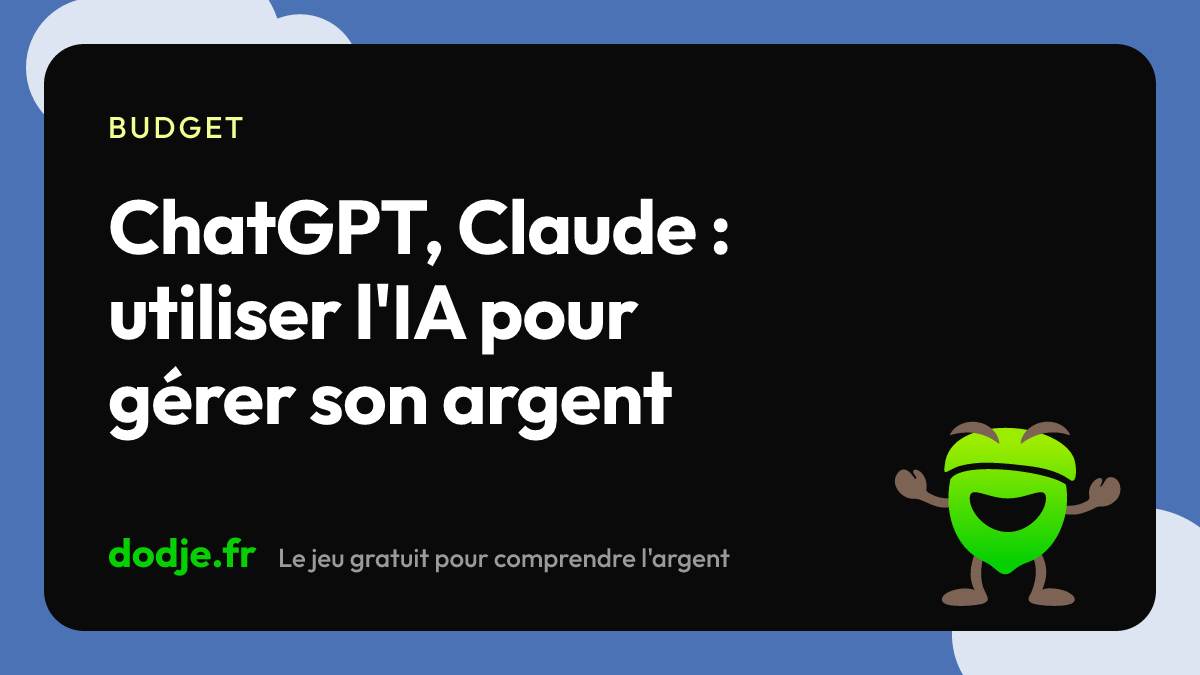 BUDGET
ChatGPT, Claude :
utiliser l'IA pour
gérer son argent
dodje.fr Le jeu gratuit pour comprendre l'argent